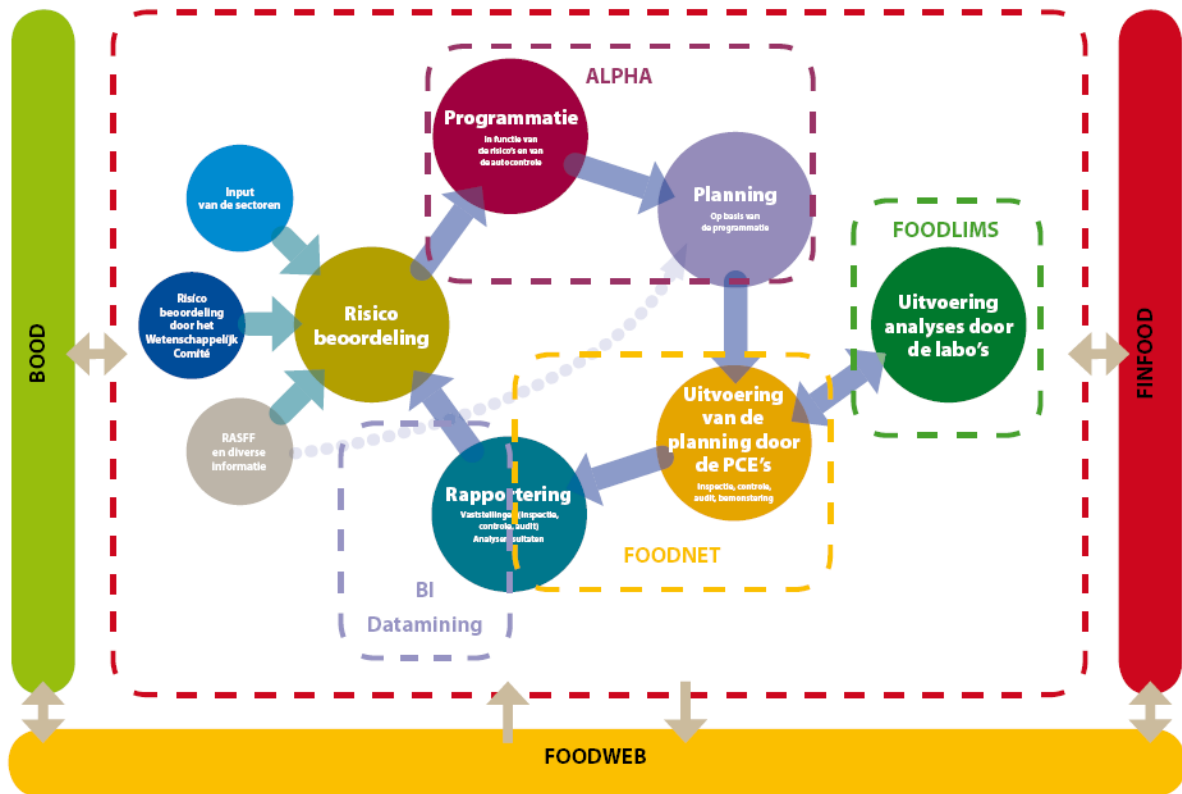 ALPHA
Programmatie
In functie van
de risico's en van
de autocontrole
Planning
Op basis van
de programmatie
Input
van de sectoren
Risico
beoordeling
door het
Wetenschappelijk
Comité
RASFF
en diverse
informatie
Risico
beoordeling
FOODLIMS
Uitvoering
analyses door
de labo's
Uitvoering
van de
planning door
de PCE's
Inspectie, controle,
audit, bemonstering
Rapportering
Vaststellingen (inspectie,
controle, audit)
Analyseresultaten
FOODNET
BI
Datamining
BOOD
FINFOOD
FOODWEB